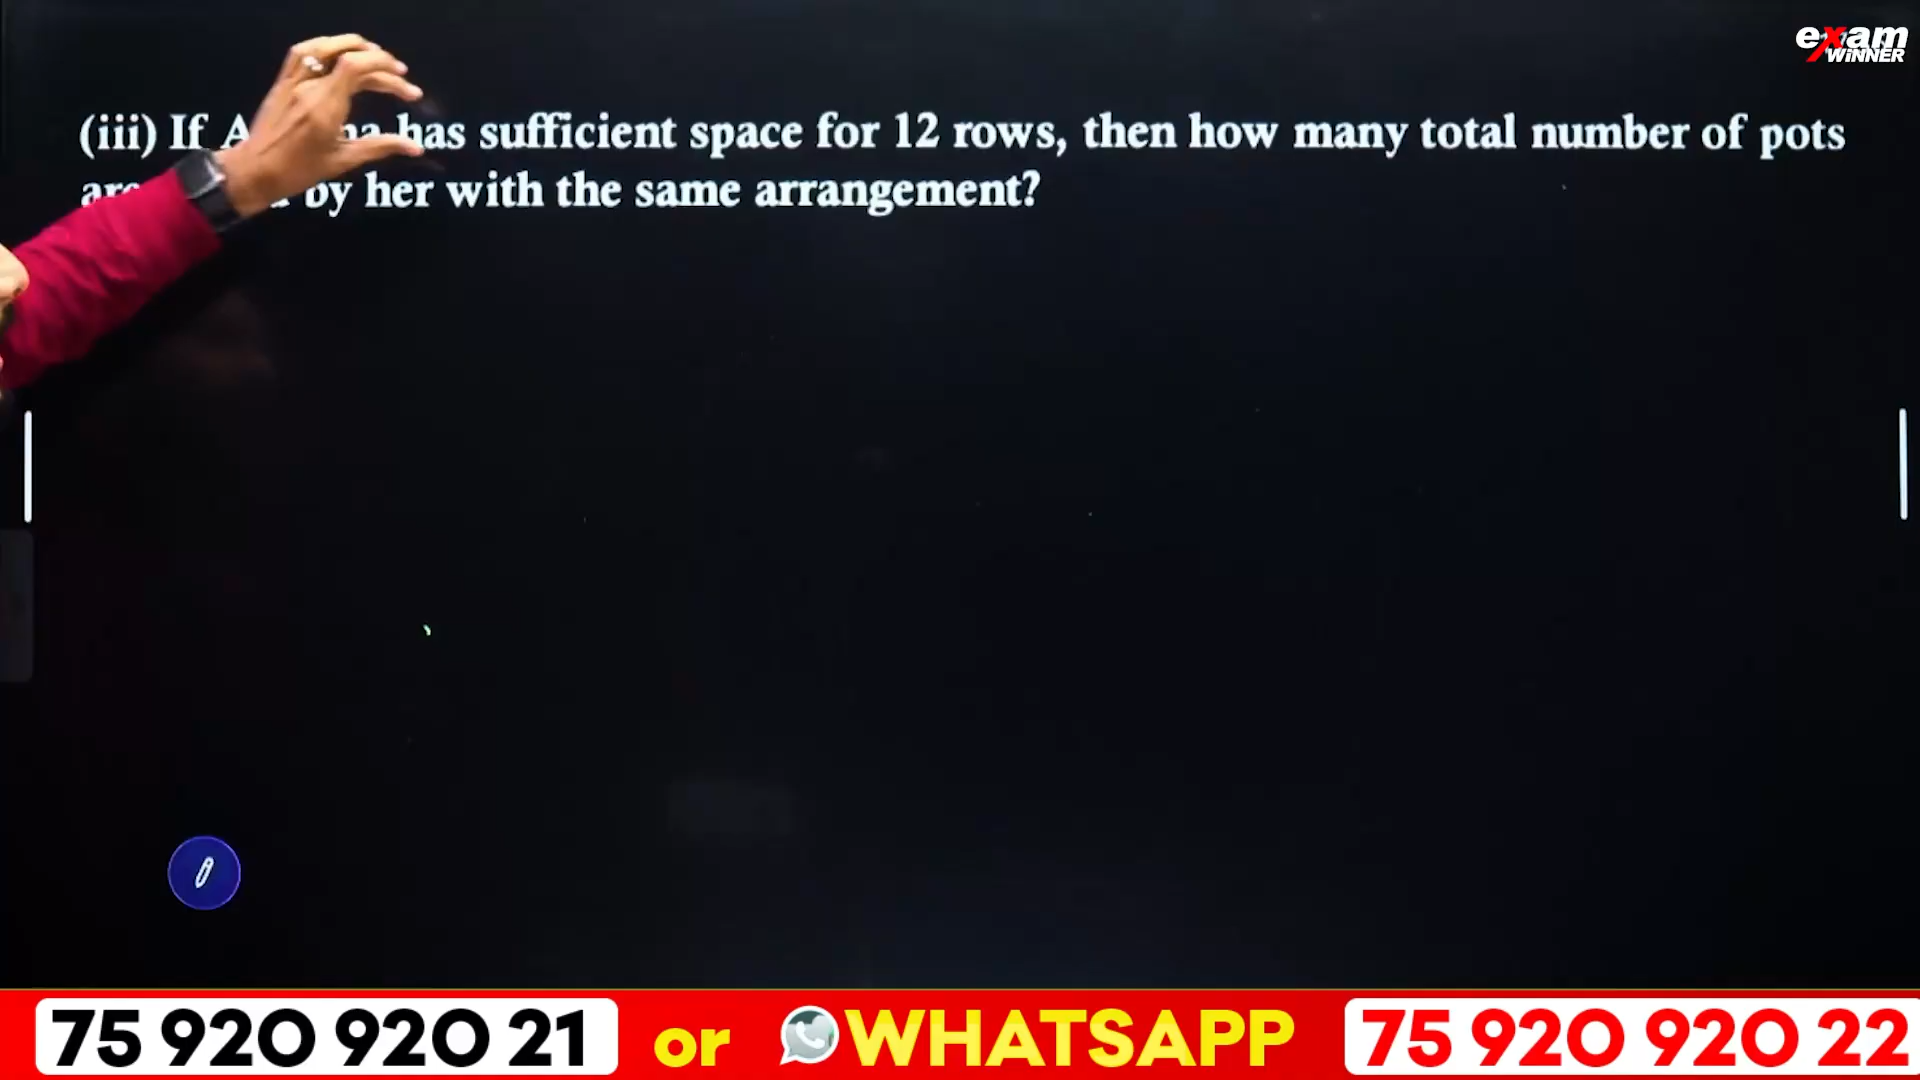 exam
WiNNER
(iii) If has sufficient space for 12 rows, then how many total number of pots
by her with the same arrangement?
75 920 920 21 or WHATSAPP 75 920 920 22